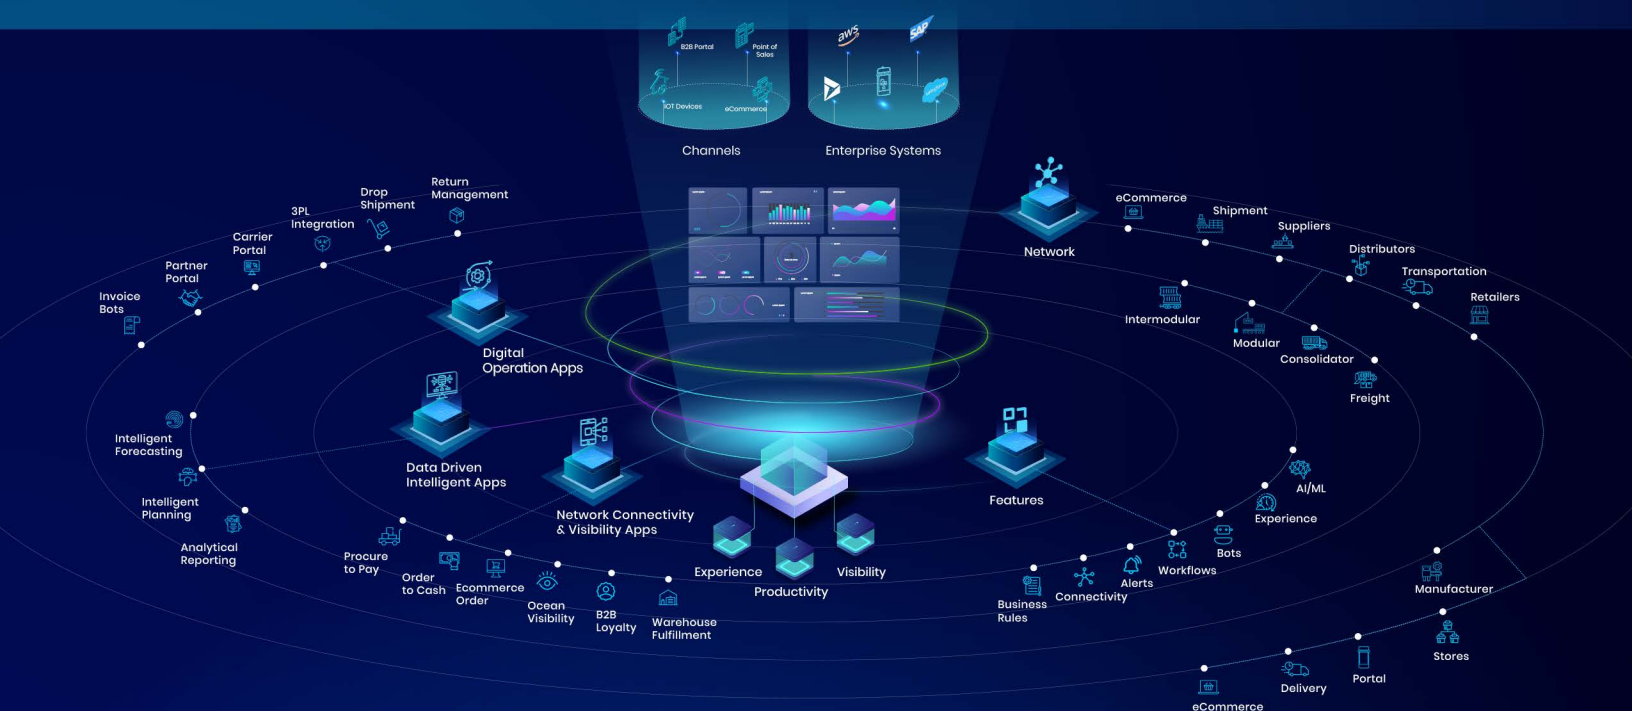 B2B Portal
Point of
Sales
aws
SAP
IOT Devices
eCommerce
Channels
Enterprise Systems
Return
Management
Drop
Shipment
3PL
Integration
Carrier
Portal
Partner
Portal
Invoice
Bots
Network
eCommerce
Shipment
Suppliers
Distributors
Transportation
Retailers
Intermodular
Modular
Consolidator
Freight
Digital
Operation Apps
Intelligent
Forecasting
Data Driven
Intelligent Apps
Intelligent
Planning
Analytical
Reporting
Network Connectivity
& Visibility Apps
Features
AI/ML
Experience
Bots
Workflows
Alerts
Connectivity
Business
Rules
Procure
to Pay
Order
to Cash
Ecommerce
Order
Ocean
Visibility
B2B
Loyalty
Warehouse
Fulfillment
Experience
Productivity
Visibility
Manufacturer
Stores
Portal
Delivery
eCommerce